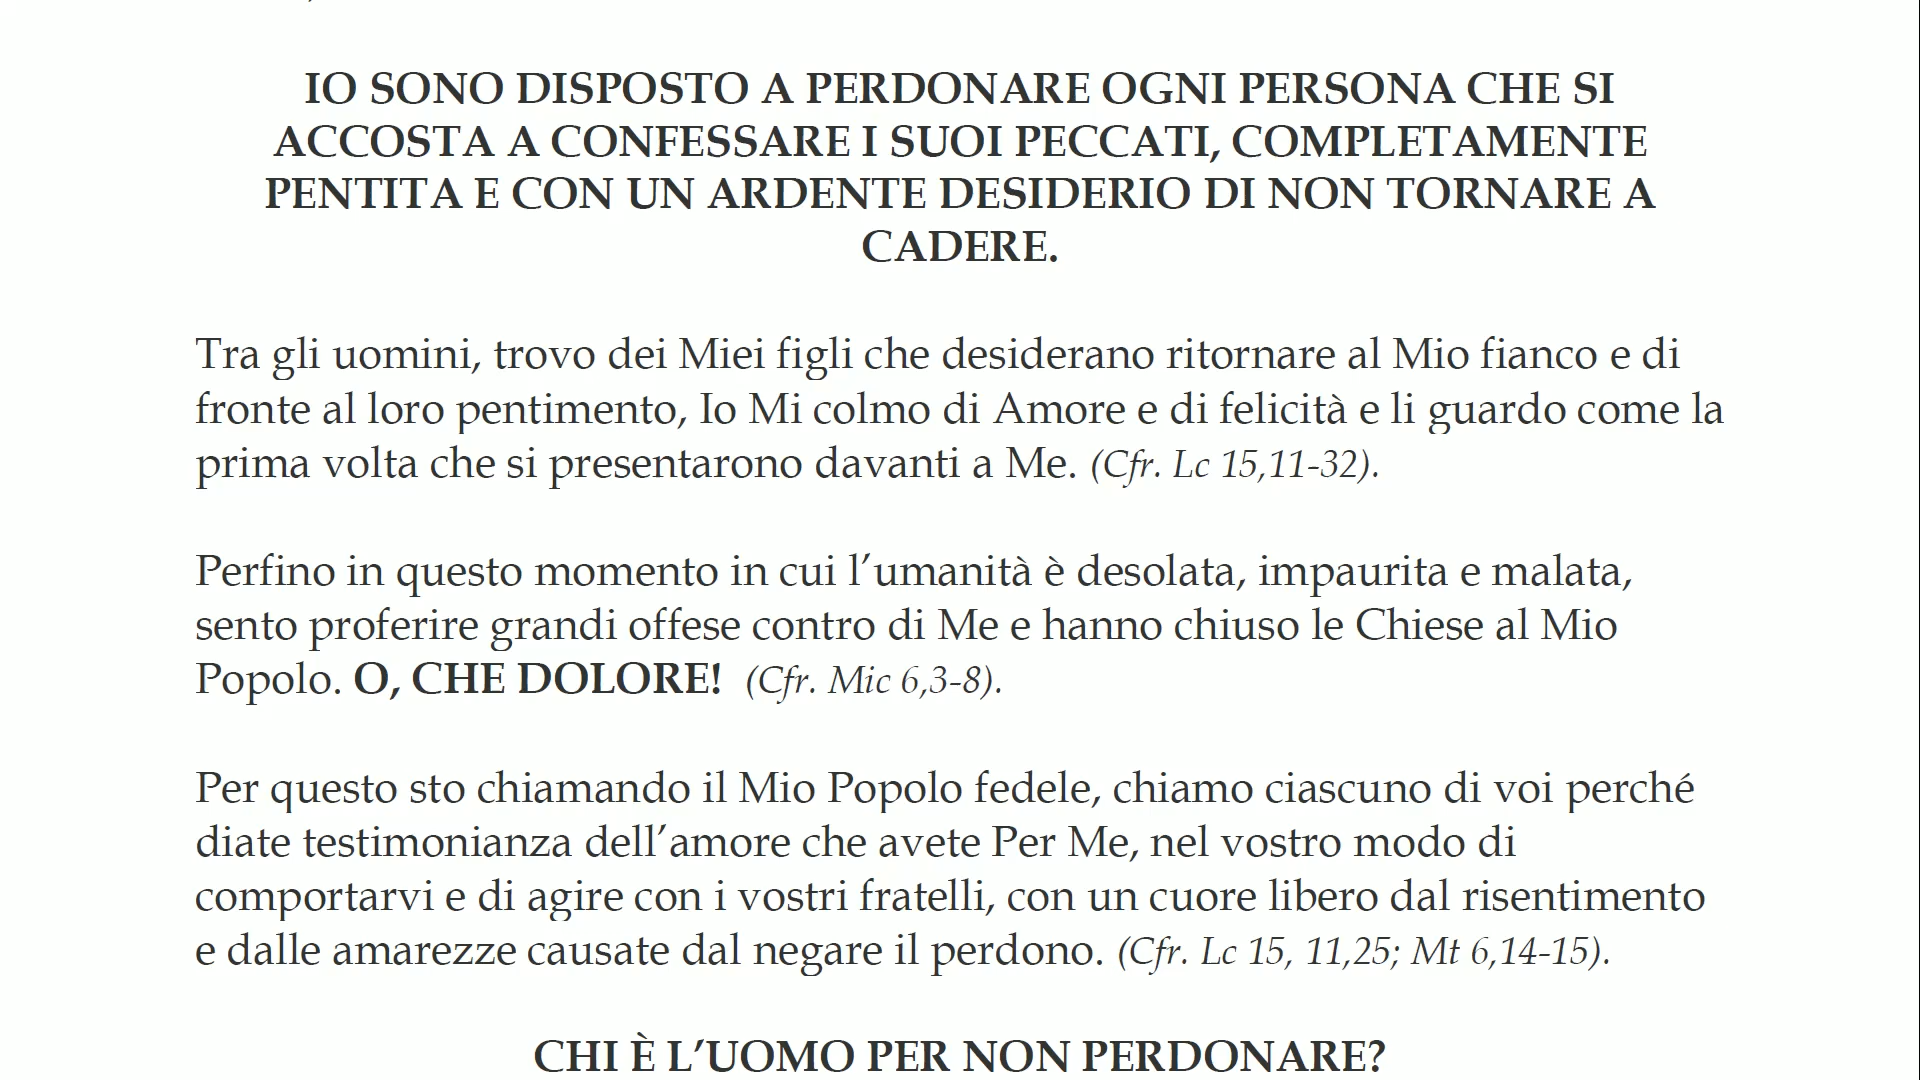 IO SONO DISPOSTO A PERDONARE OGNI PERSONA CHE SI
ACCOSTA A CONFESSARE I SUOI PECCATI, COMPLETAMENTE
PENTITA E CON UN ARDENTE DESIDERIO DI NON TORNARE A
CADERE.
Tra gli uomini, trovo dei Miei figli che desiderano ritornare al Mio fianco e di
fronte al loro pentimento, Io Mi colmo di Amore e di felicità e li guardo come la
prima volta che si presentarono davanti a Me. (Cfr. Lc 15,11-32).
Perfino in questo momento in cui l’umanità è desolata, impaurita e malata,
sento proferire grandi offese contro di Me e hanno chiuso le Chiese al Mio
Popolo. O, CHE DOLORE! (Cfr. Mic 6,3-8).
Per questo sto chiamando il Mio Popolo fedele, chiamo ciascuno di voi perché
diate testimonianza dell’amore che avete Per Me, nel vostro modo di
comportarvi e di agire con i vostri fratelli, con un cuore libero dal risentimento
e dalle amarezze causate dal negare il perdono. (Cfr. Lc 15, 11,25; Mt 6,14-15).
CHI È L’UOMO PER NON PERDONARE?